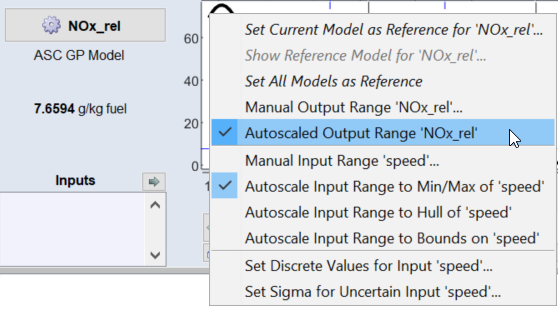 NOx_rel
ASC GP Model
7.6594 g/kg fuel
Inputs
60
40
20
0
1
Set Current Model as Reference for 'NOx_rel'...
Show Reference Model for 'NOx_rel'...
Set All Models as Reference
Manual Output Range 'NOx_rel'...
Autoscaled Output Range 'NOx_rel'
Manual Input Range 'speed'...
Autoscale Input Range to Min/Max of 'speed'
Autoscale Input Range to Hull of 'speed'
Autoscale Input Range to Bounds on 'speed'
Set Discrete Values for Input 'speed'...
Set Sigma for Uncertain Input 'speed'...